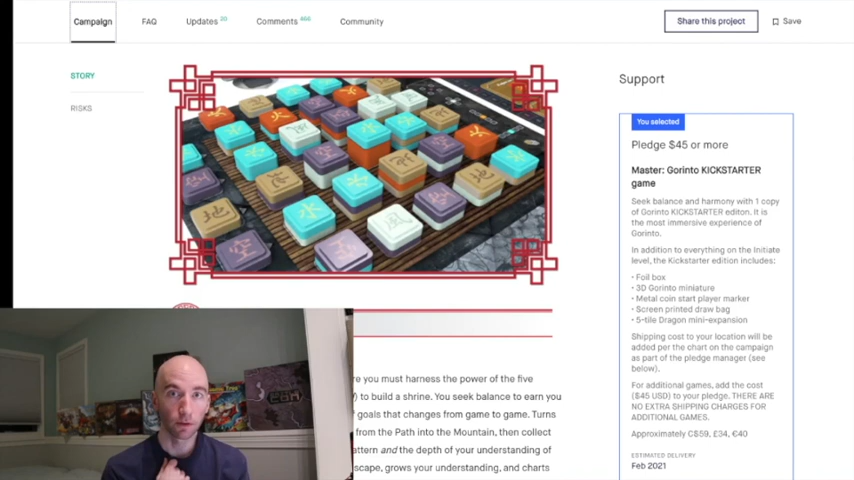 Campaign
FAQ
Updates 20
Comments 466
Community
Share this project
Save
STORY
RISKS
re you must harness the power of the five
) to build a shrine. You seek balance to earn you
goals that changes from game to game. Turns
from the Path into the Mountain, then collect
attern and the depth of your understanding of
scape, grows your understanding, and charts
Support
You selected
Pledge $45 or more
Master: Gorinto KICKSTARTER
game
Seek balance and harmony with 1 copy
of Gorinto KICKSTARTER editon. It is
the most immersive experience of
Gorinto.
In addition to everything on the Initiate
level, the Kickstarter edition includes:
• Foil box
• 3D Gorinto miniature
• Metal coin start player marker
• Screen printed draw bag
• 5-tile Dragon mini-expansion
Shipping cost to your location will be
added per the chart on the campaign
as part of the pledge manager (see
below).
For additional games, add the cost
($45 USD) to your pledge. THERE ARE
NO EXTRA SHIPPING CHARGES FOR
ADDITIONAL GAMES.
Approximately C$59, £34, €40
ESTIMATED DELIVERY
Feb 2021